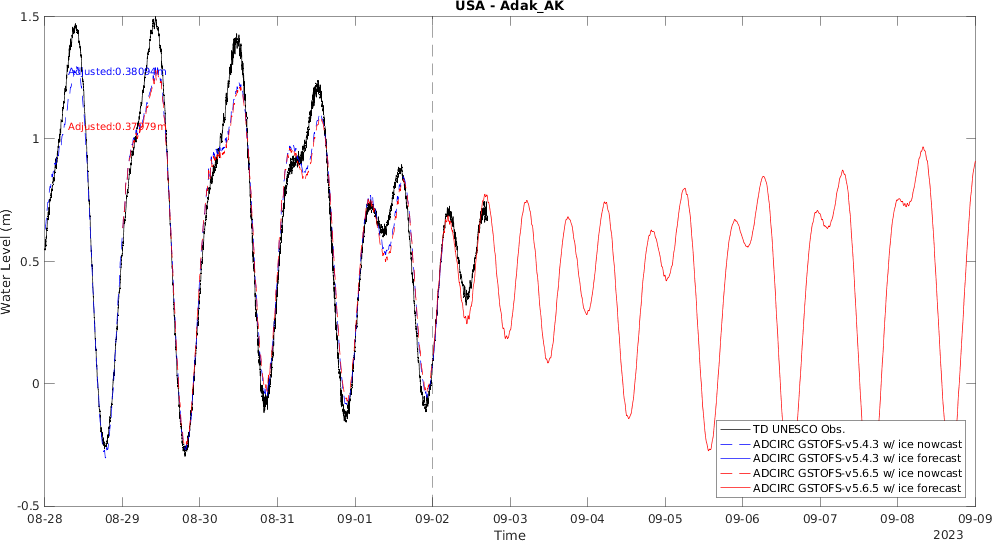 USA - Adak_AK
1.5
1
0.5
0
-0.5
Water Level (m)
Adjusted:0.38094m
Adjusted:0.37979m
TD UNESCO Obs.
ADCIRC GSTOFS-v5.4.3 w/ ice nowcast
ADCIRC GSTOFS-v5.4.3 w/ ice forecast
ADCIRC GSTOFS-v5.6.5 w/ ice nowcast
ADCIRC GSTOFS-v5.6.5 w/ ice forecast
08-28 08-29 08-30 08-31 09-01 09-02 09-03 09-04 09-05 09-06 09-07 09-08 09-09
Time
2023